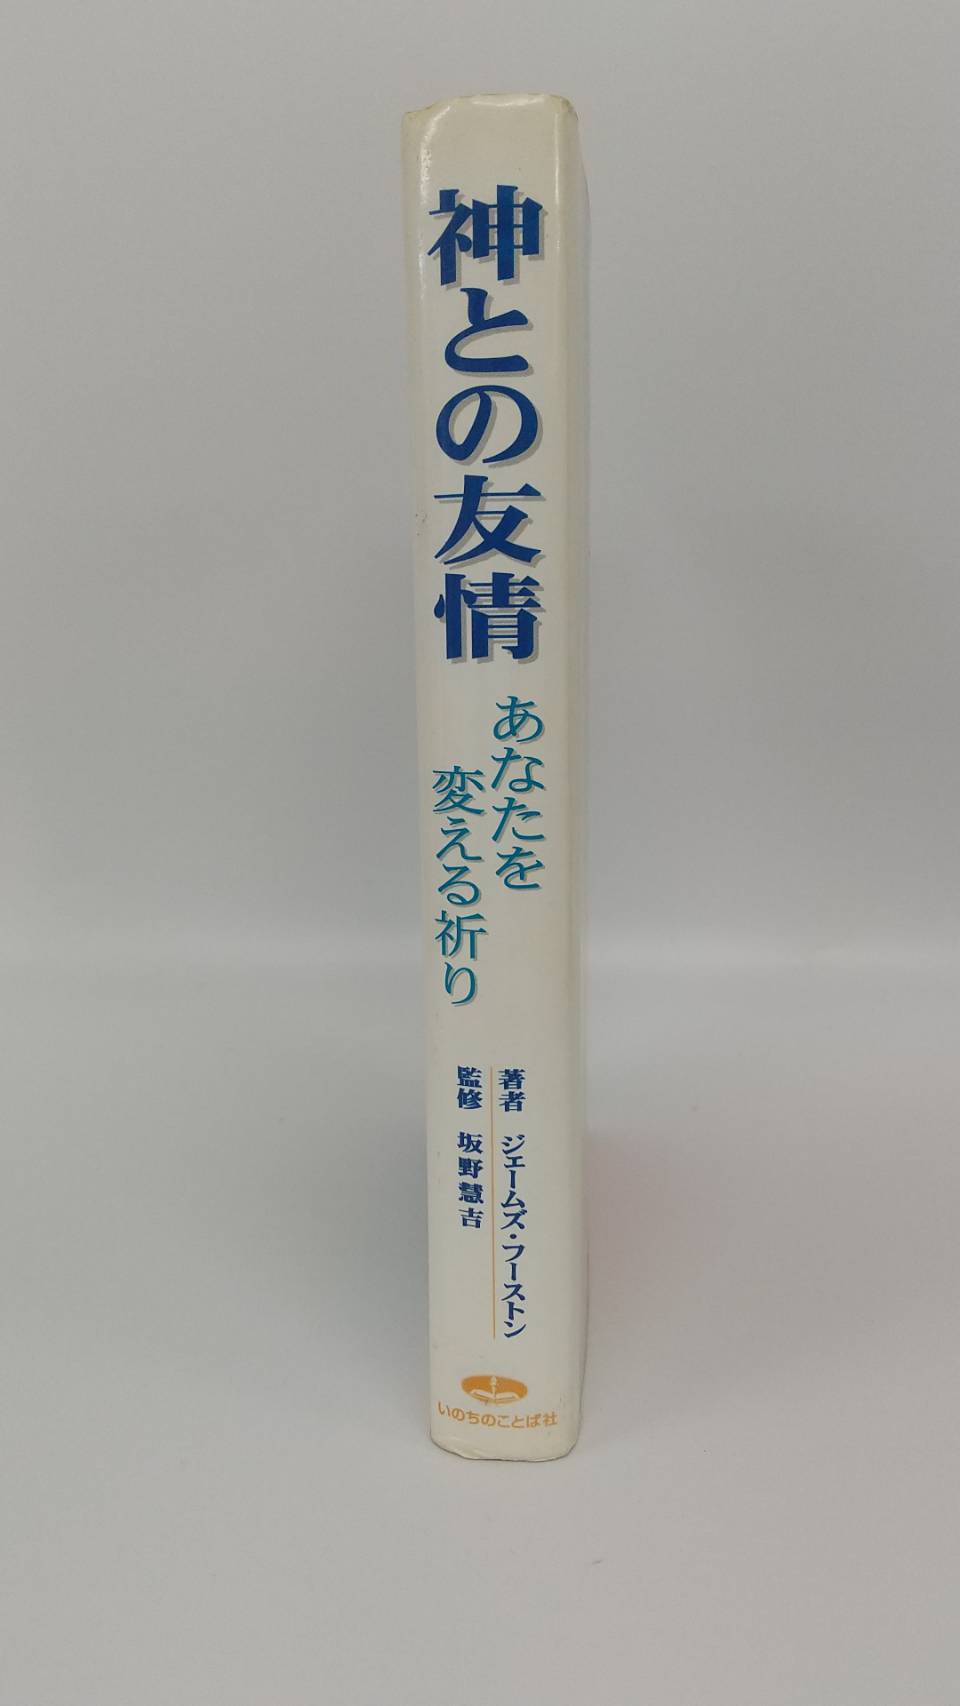 神との友情
あなたを
変える祈り
著者 ジェームズ・フーストン
監修 坂野慧吉
いのちのことば社